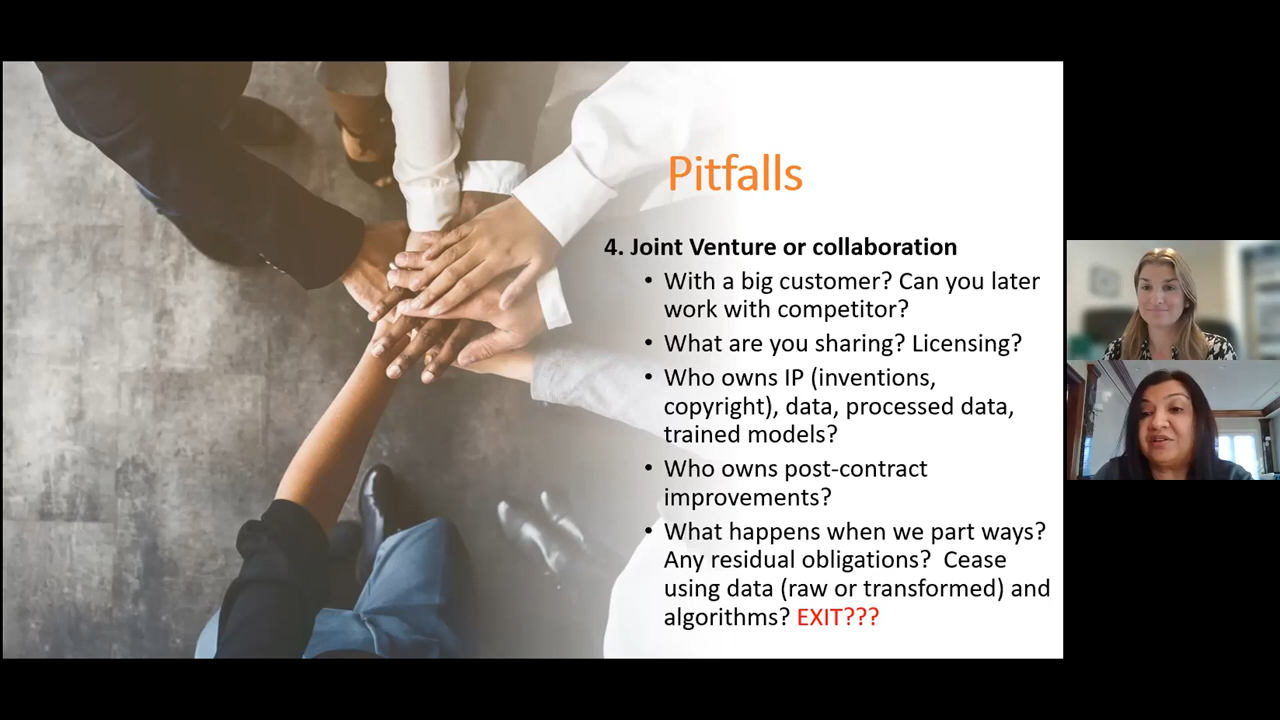 Pitfalls
4. Joint Venture or collaboration
• With a big customer? Can you later
work with competitor?
• What are you sharing? Licensing?
• Who owns IP (inventions,
copyright), data, processed data,
trained models?
• Who owns post-contract
improvements?
• What happens when we part ways?
Any residual obligations?  Cease
using data (raw or transformed) and
algorithms? EXIT???